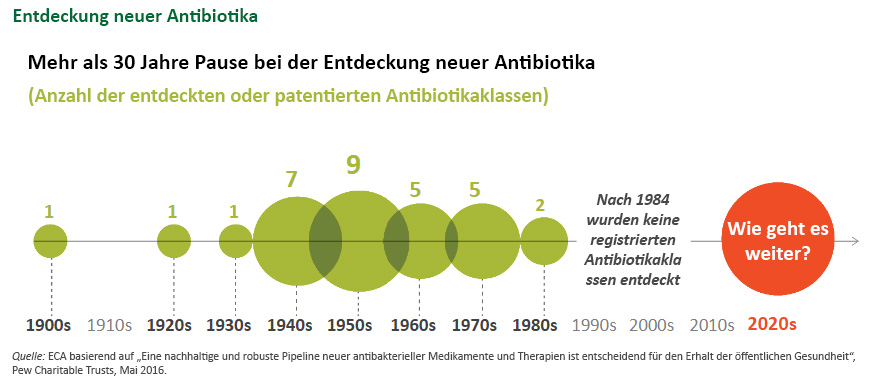 Entdeckung neuer Antibiotika
Mehr als 30 Jahre Pause bei der Entdeckung neuer Antibiotika
(Anzahl der entdeckten oder patentierten Antibiotikaklassen)
1
1
1
7
9
5
5
2
Nach 1984
wurden keine
registrierten
Antibiotikakla
ssen entdeckt
Wie geht es
weiter?
1900s 1910s 1920s 1930s 1940s 1950s 1960s 1970s 1980s 1990s 2000s 2010s 2020s
Quelle: ECA basierend auf „Eine nachhaltige und robuste Pipeline neuer antibakterieller Medikamente und Therapien ist entscheidend für den Erhalt der öffentlichen Gesundheit“,
Pew Charitable Trusts, Mai 2016.